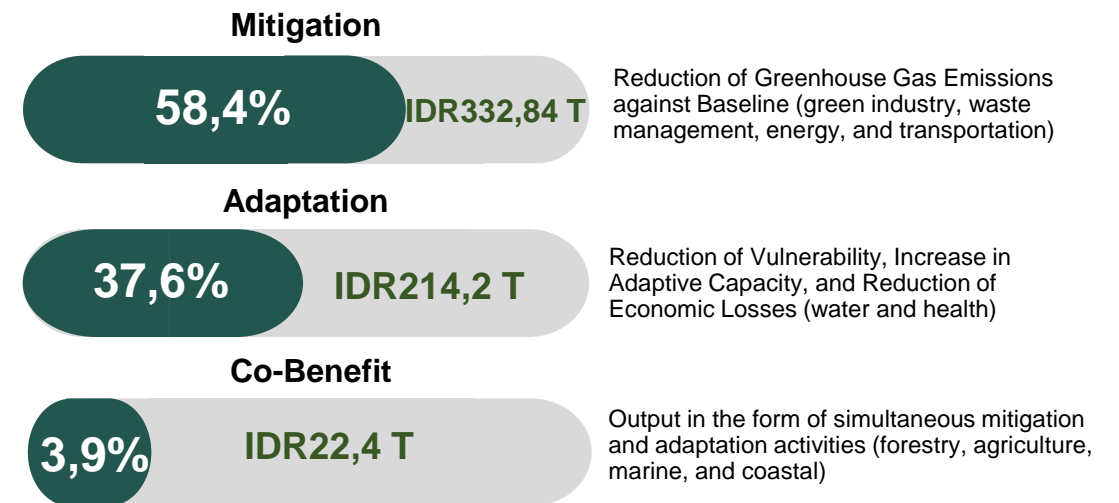 Mitigation
58,4%
IDR332,84 T
Reduction of Greenhouse Gas Emissions
against Baseline (green industry, waste
management, energy, and transportation)
Adaptation
37,6%
IDR214,2 T
Reduction of Vulnerability, Increase in
Adaptive Capacity, and Reduction of
Economic Losses (water and health)
Co-Benefit
3,9%
IDR22,4 T
Output in the form of simultaneous mitigation
and adaptation activities (forestry, agriculture,
marine, and coastal)